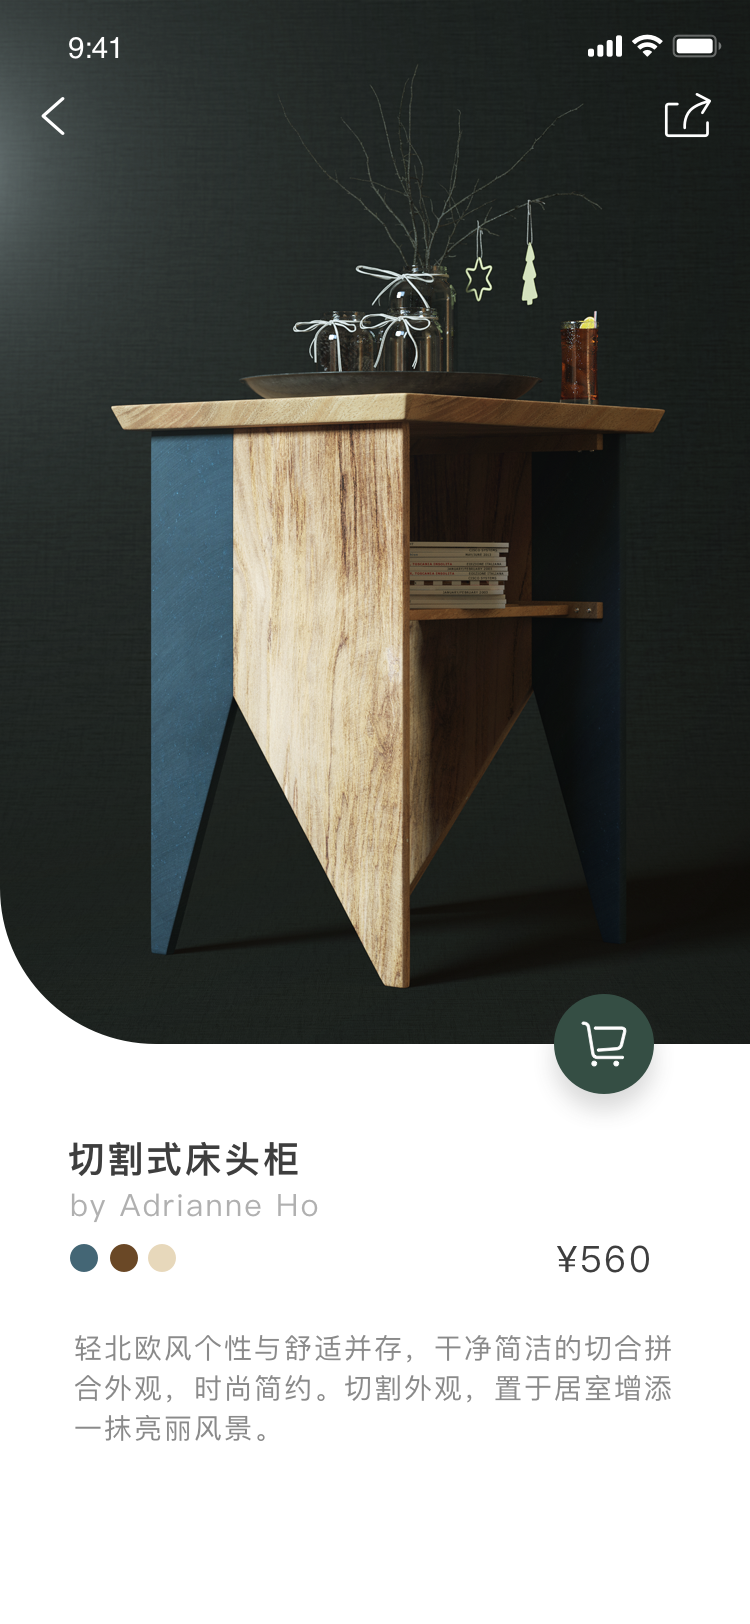 9:41
切割式床头柜
by Adrianne Ho
¥560
轻北欧风个性与舒适并存，干净简洁的切合拼
合外观，时尚简约。切割外观，置于居室增添
一抹亮丽风景。